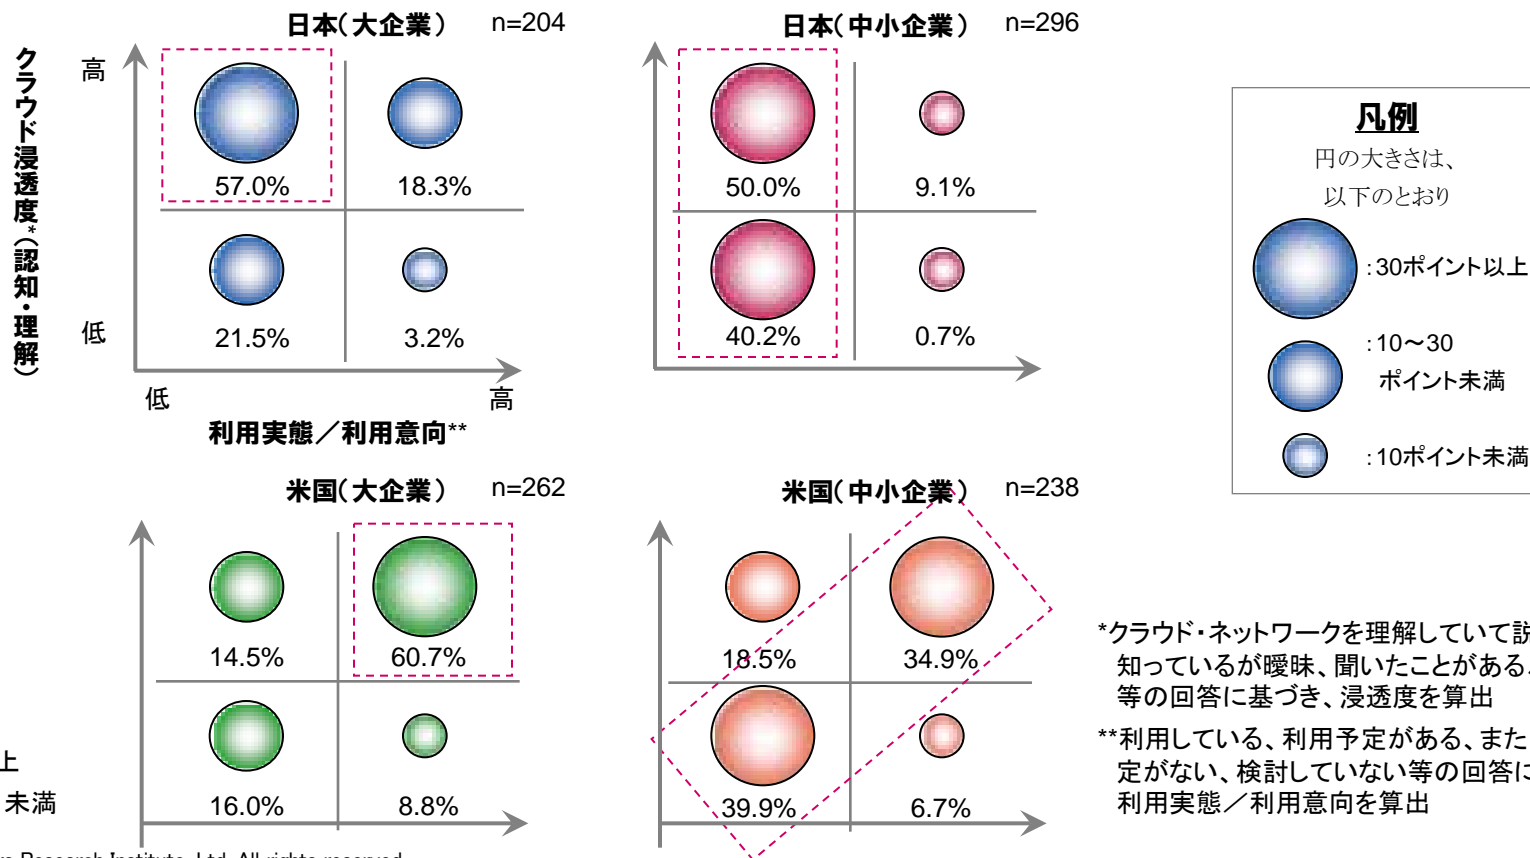 日本(大企業) n=204
日本(中小企業) n=296
クラウド浸透度*(認知・理解)
高
低
57.0%
18.3%
21.5%
3.2%
低
高
利用実態／利用意向**
50.0%
9.1%
40.2%
0.7%
凡例
円の大きさは、
以下のとおり
:30ポイント以上
:10～30
ポイント未満
:10ポイント未満
米国(大企業) n=262
米国(中小企業) n=238
14.5%
60.7%
16.0%
8.8%
18.5%
34.9%
39.9%
6.7%
*クラウド・ネットワークを理解していて説
知っているが曖昧、聞いたことがある、
等の回答に基づき、浸透度を算出
**利用している、利用予定がある、また
定がない、検討していない等の回答に
利用実態／利用意向を算出
上
未満
Research Institute, Ltd. All rights reserved